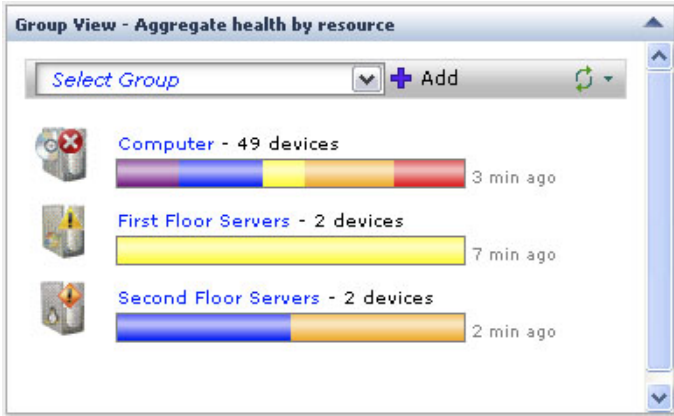 Group View - Aggregate health by resource
Select Group Add
Computer - 49 devices
3 min ago
First Floor Servers - 2 devices
7 min ago
Second Floor Servers - 2 devices
2 min ago